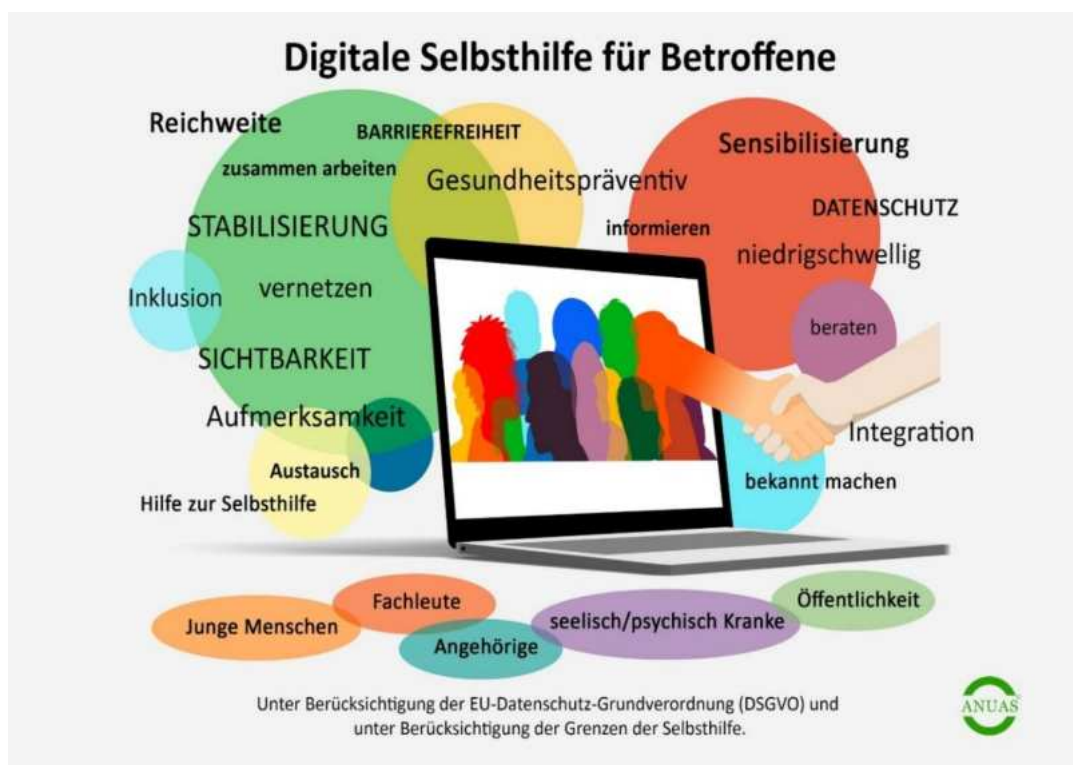 Digitale Selbsthilfe für Betroffene
Reichweite
BARRIEREFREIHEIT
zusammen arbeiten
Gesundheitspräventiv
STABILISIERUNG
Inklusion
vernetzen
SICHTBARKEIT
Aufmerksamkeit
Austausch
Hilfe zur Selbsthilfe
Sensibilisierung
DATENSCHUTZ
informieren
niedrigschwellig
beraten
Integration
bekannt machen
Junge Menschen
Fachleute
Angehörige
seelisch/psychisch Kranke
Öffentlichkeit
Unter Berücksichtigung der EU-Datenschutz-Grundverordnung (DSGVO) und
unter Berücksichtigung der Grenzen der Selbsthilfe.
ANUAS